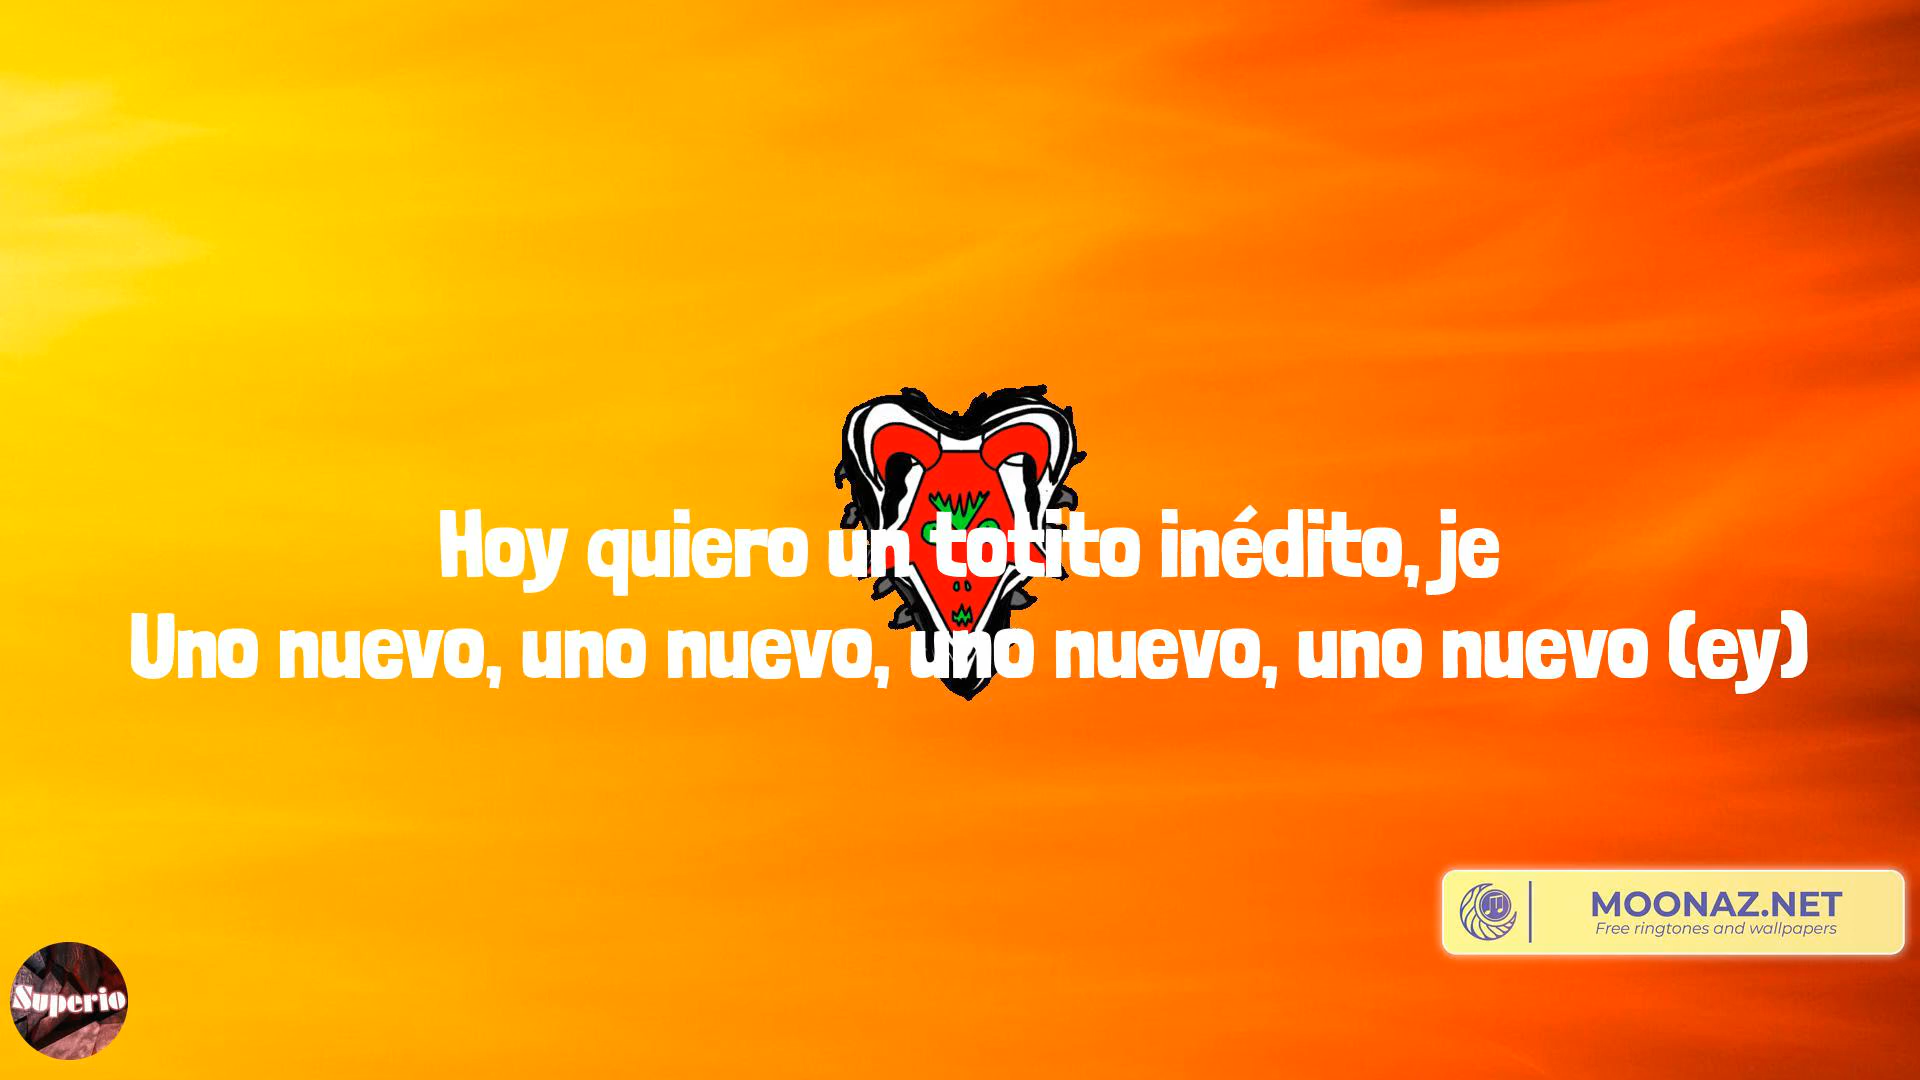 Hoy quiero un totito inédito, je
Uno nuevo, uno nuevo, uno nuevo, uno nuevo (ey)
MOONAZ.NET
Free ringtones and wallpapers
Superio